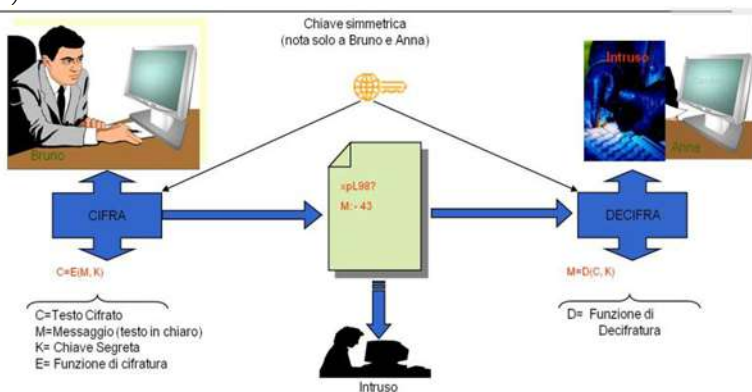 Chiave simmetrica
(nota solo a Bruno e Anna)
Intruso
Bruno
Anna
CIFRA
xpL98?
M:- 43
DECIFRA
C=E(M, K)
M=D(C, K)
C=Testo Cifrato
M=Messaggio (testo in chiaro)
K= Chiave Segreta
E= Funzione di cifratura
D= Funzione di
Decifratura
Intruso